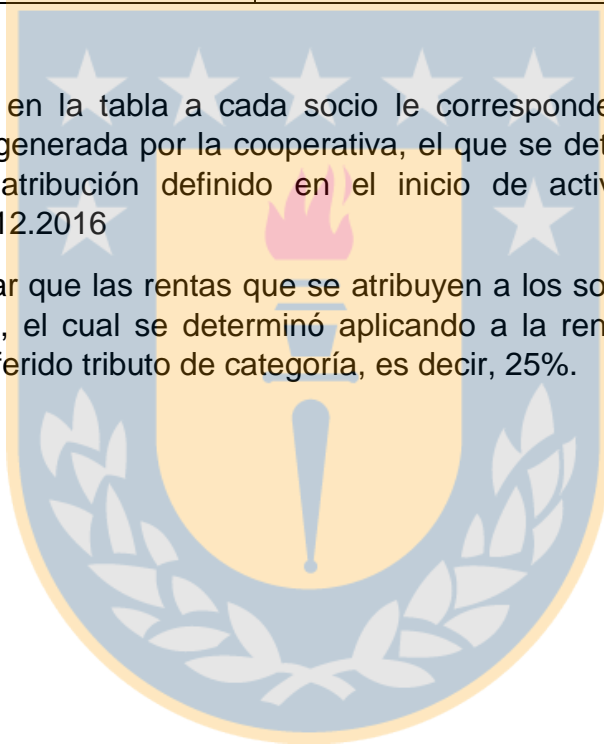 en la tabla a cada socio le corresponde
generada por la cooperativa, el que se det
atribución definido en el inicio de activ
12.2016
ar que las rentas que se atribuyen a los so
, el cual se determinó aplicando a la ren
ferido tributo de categoría, es decir, 25%.